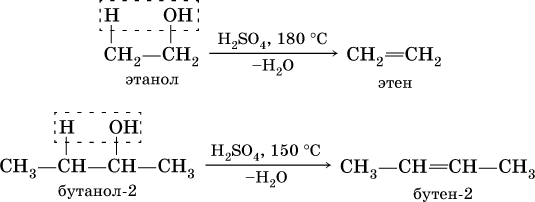 H OH
CH₂—CH₂ H₂SO₄, 180 °C CH₂=CH₂
–H₂O
этанол этен
H OH
CH₃—CH—CH—CH₃ H₂SO₄, 150 °C CH₃—CH=CH—CH₃
–H₂O
бутанол-2 бутен-2